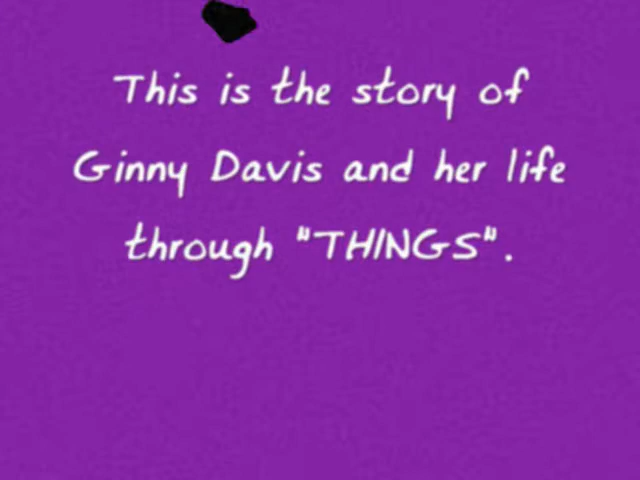 This is the story of
Ginny Davis and her life
through "THINGS".